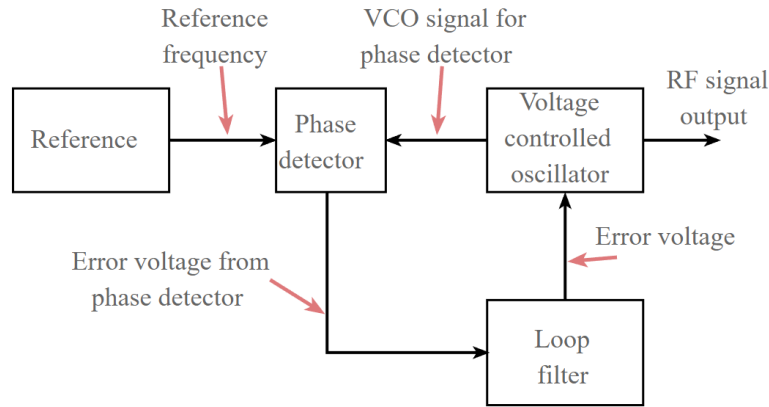 Reference
frequency
VCO signal for
phase detector
RF signal
output
Reference
Phase
detector
Voltage
controlled
oscillator
Error voltage from
phase detector
Error voltage
Loop
filter